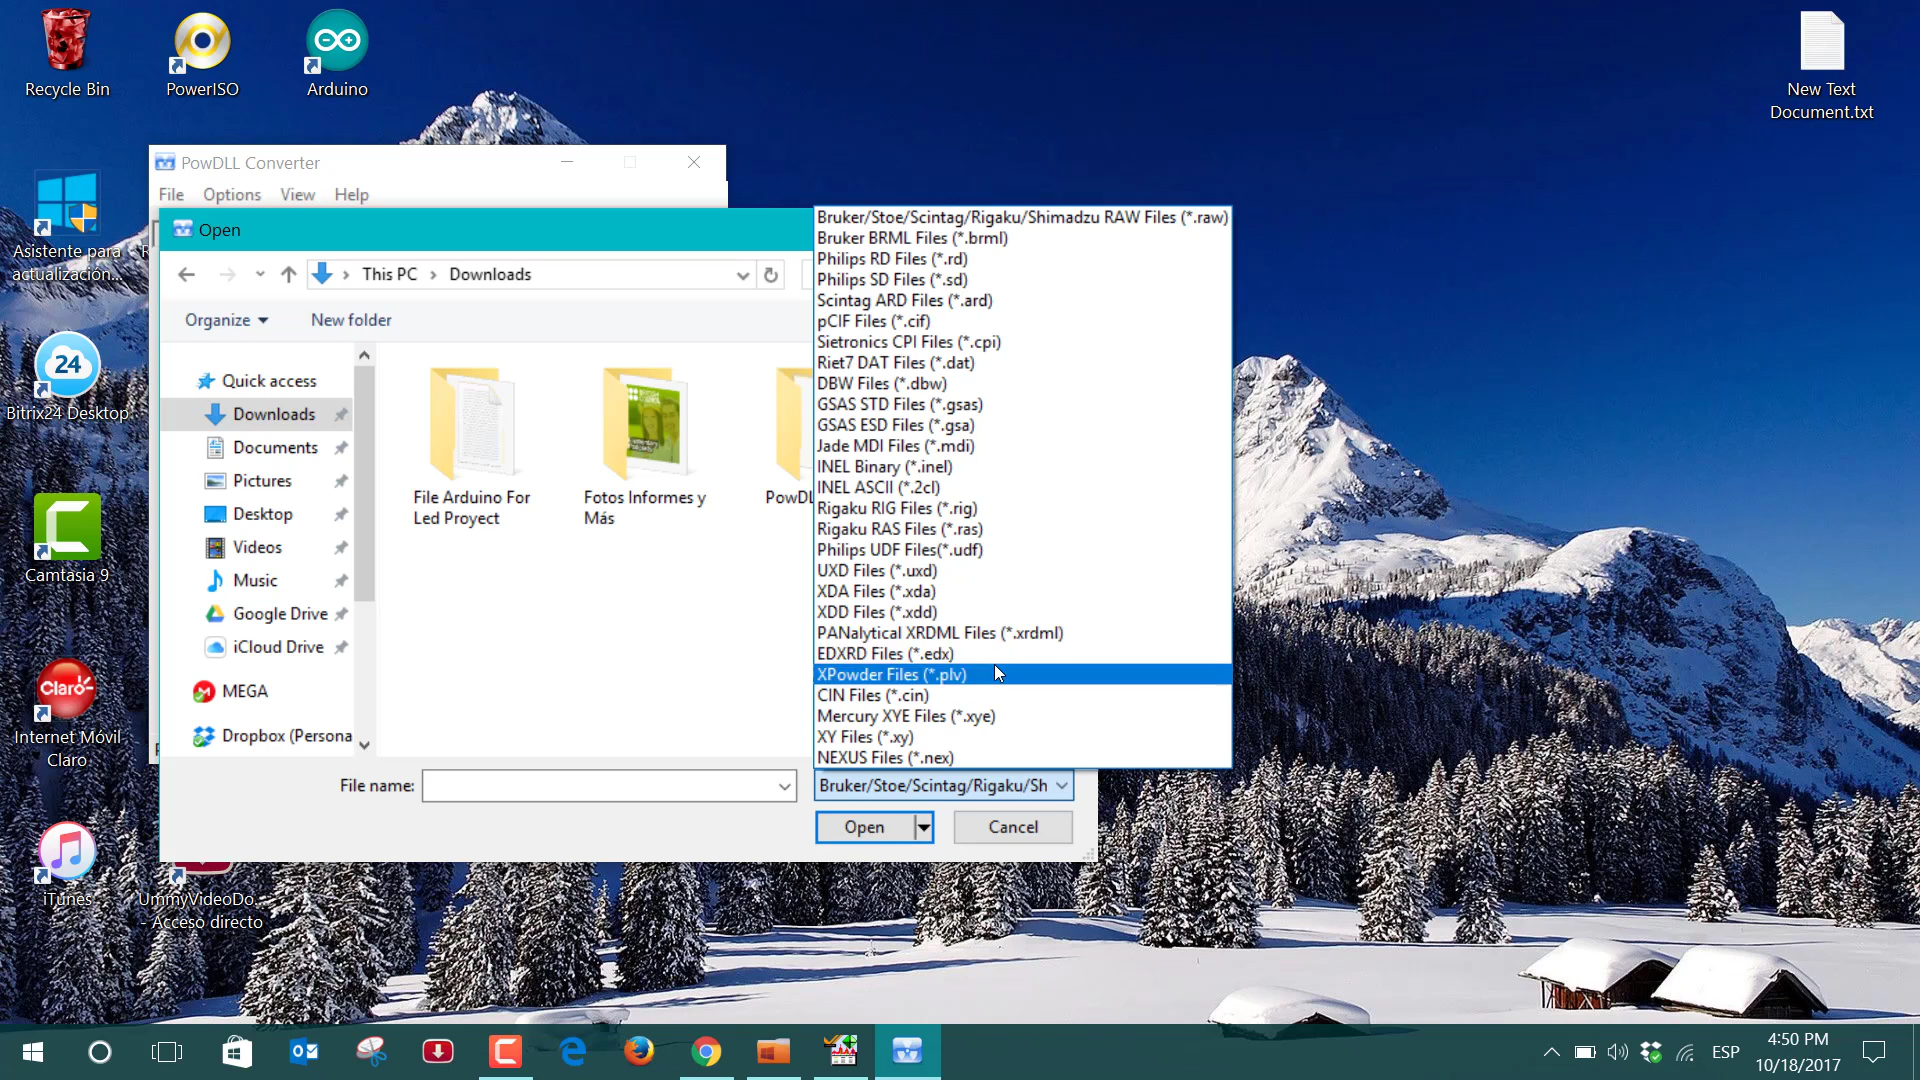 Recycle Bin
PowerISO
Arduino
New Text
Document.txt
Asistente para
actualización...
Bitrix24 Desktop
24
Camtasia 9
Claro
Internet Móvil
Claro
iTunes
UmmyVideoDo...
- Acceso directo
PowDLL Converter
File Options View Help
Open
This PC Downloads
Organize New folder
Quick access
Downloads
Documents
Pictures
Desktop
Videos
Music
Google Drive
iCloud Drive
MEGA
Dropbox (Persona
File Arduino For
Led Proyect
Fotos Informes y
Más
PowDL
Bruker/Stoe/Scintag/Rigaku/Shimadzu RAW Files (*.raw)
Bruker BRML Files (*.brml)
Philips RD Files (*.rd)
Philips SD Files (*.sd)
Scintag ARD Files (*.ard)
pCIF Files (*.cif)
Sietronics CPI Files (*.cpi)
Riet7 DAT Files (*.dat)
DBW Files (*.dbw)
GSAS STD Files (*.gsas)
GSAS ESD Files (*.gsa)
Jade MDI Files (*.mdi)
INEL Binary (*.inel)
INEL ASCII (*.2cl)
Rigaku RIG Files (*.rig)
Rigaku RAS Files (*.ras)
Philips UDF Files(*.udf)
UXD Files (*.uxd)
XDA Files (*.xda)
XDD Files (*.xdd)
PANalytical XRDML Files (*.xrdml)
EDXRD Files (*.edx)
XPowder Files (*.plv)
CIN Files (*.cin)
Mercury XYE Files (*.xye)
XY Files (*.xy)
NEXUS Files (*.nex)
File name:
Bruker/Stoe/Scintag/Rigaku/Sh
Open Cancel
ESP
4:50 PM
10/18/2017